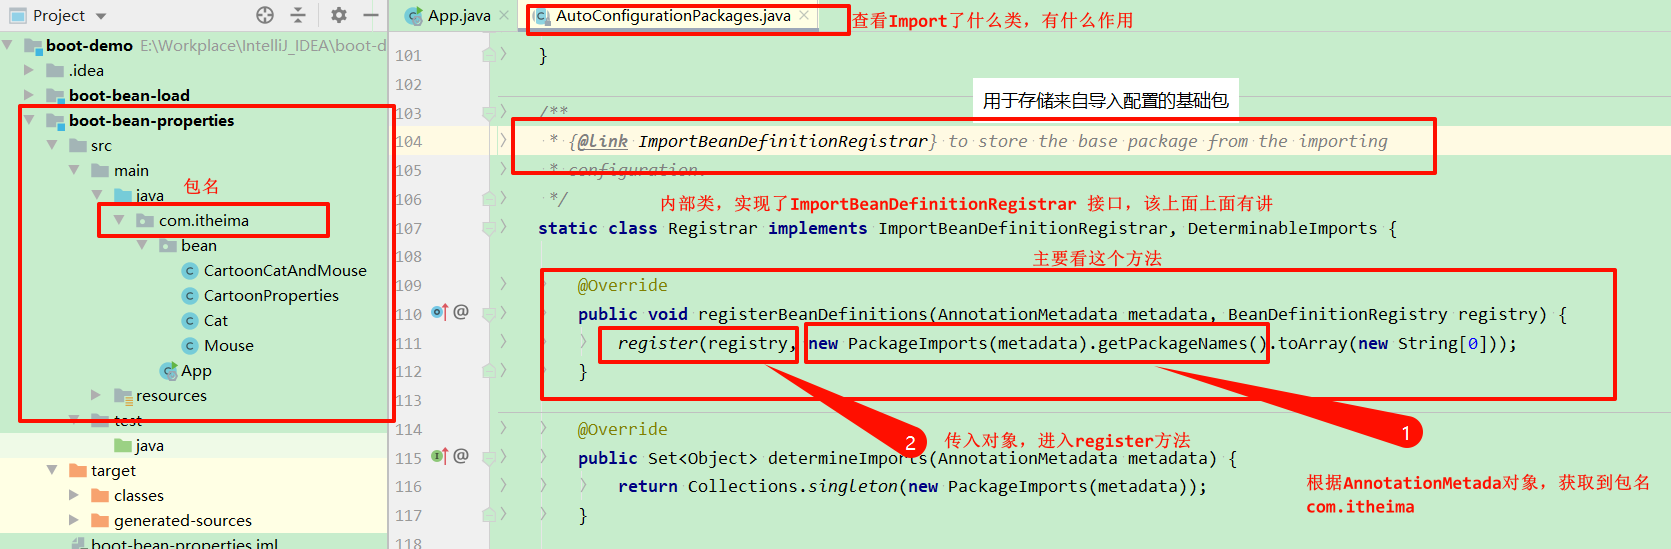 Project
App.java
AutoConfigurationPackages.java
查看Import了什么类，有什么作用
boot-demo E:\Workplace\IntelliJ_IDEA\boot-d
.idea
boot-bean-load
boot-bean-properties
src
main
包名
java
com.itheima
bean
CartoonCatAndMouse
CartoonProperties
Cat
Mouse
App
resources
test
java
target
classes
generated-sources
boot-bean-properties.iml
101 }
102
用于存储来自导入配置的基础包
103 /**
104 * {@link ImportBeanDefinitionRegistrar} to store the base package from the importing
105 * configuration.
106 */
内部类，实现了ImportBeanDefinitionRegistrar 接口，该上面上面有讲
107 static class Registrar implements ImportBeanDefinitionRegistrar, DeterminableImports {
108
主要看这个方法
109 @Override
110 public void registerBeanDefinitions(AnnotationMetadata metadata, BeanDefinitionRegistry registry) {
111 register(registry, new PackageImports(metadata).getPackageNames().toArray(new String[0]));
112 }
113
114 @Override
2 传入对象，进入register方法
1
115 public Set<Object> determineImports(AnnotationMetadata metadata) {
116 return Collections.singleton(new PackageImports(metadata));
117 }
118
根据AnnotationMetada对象，获取到包名
com.itheima